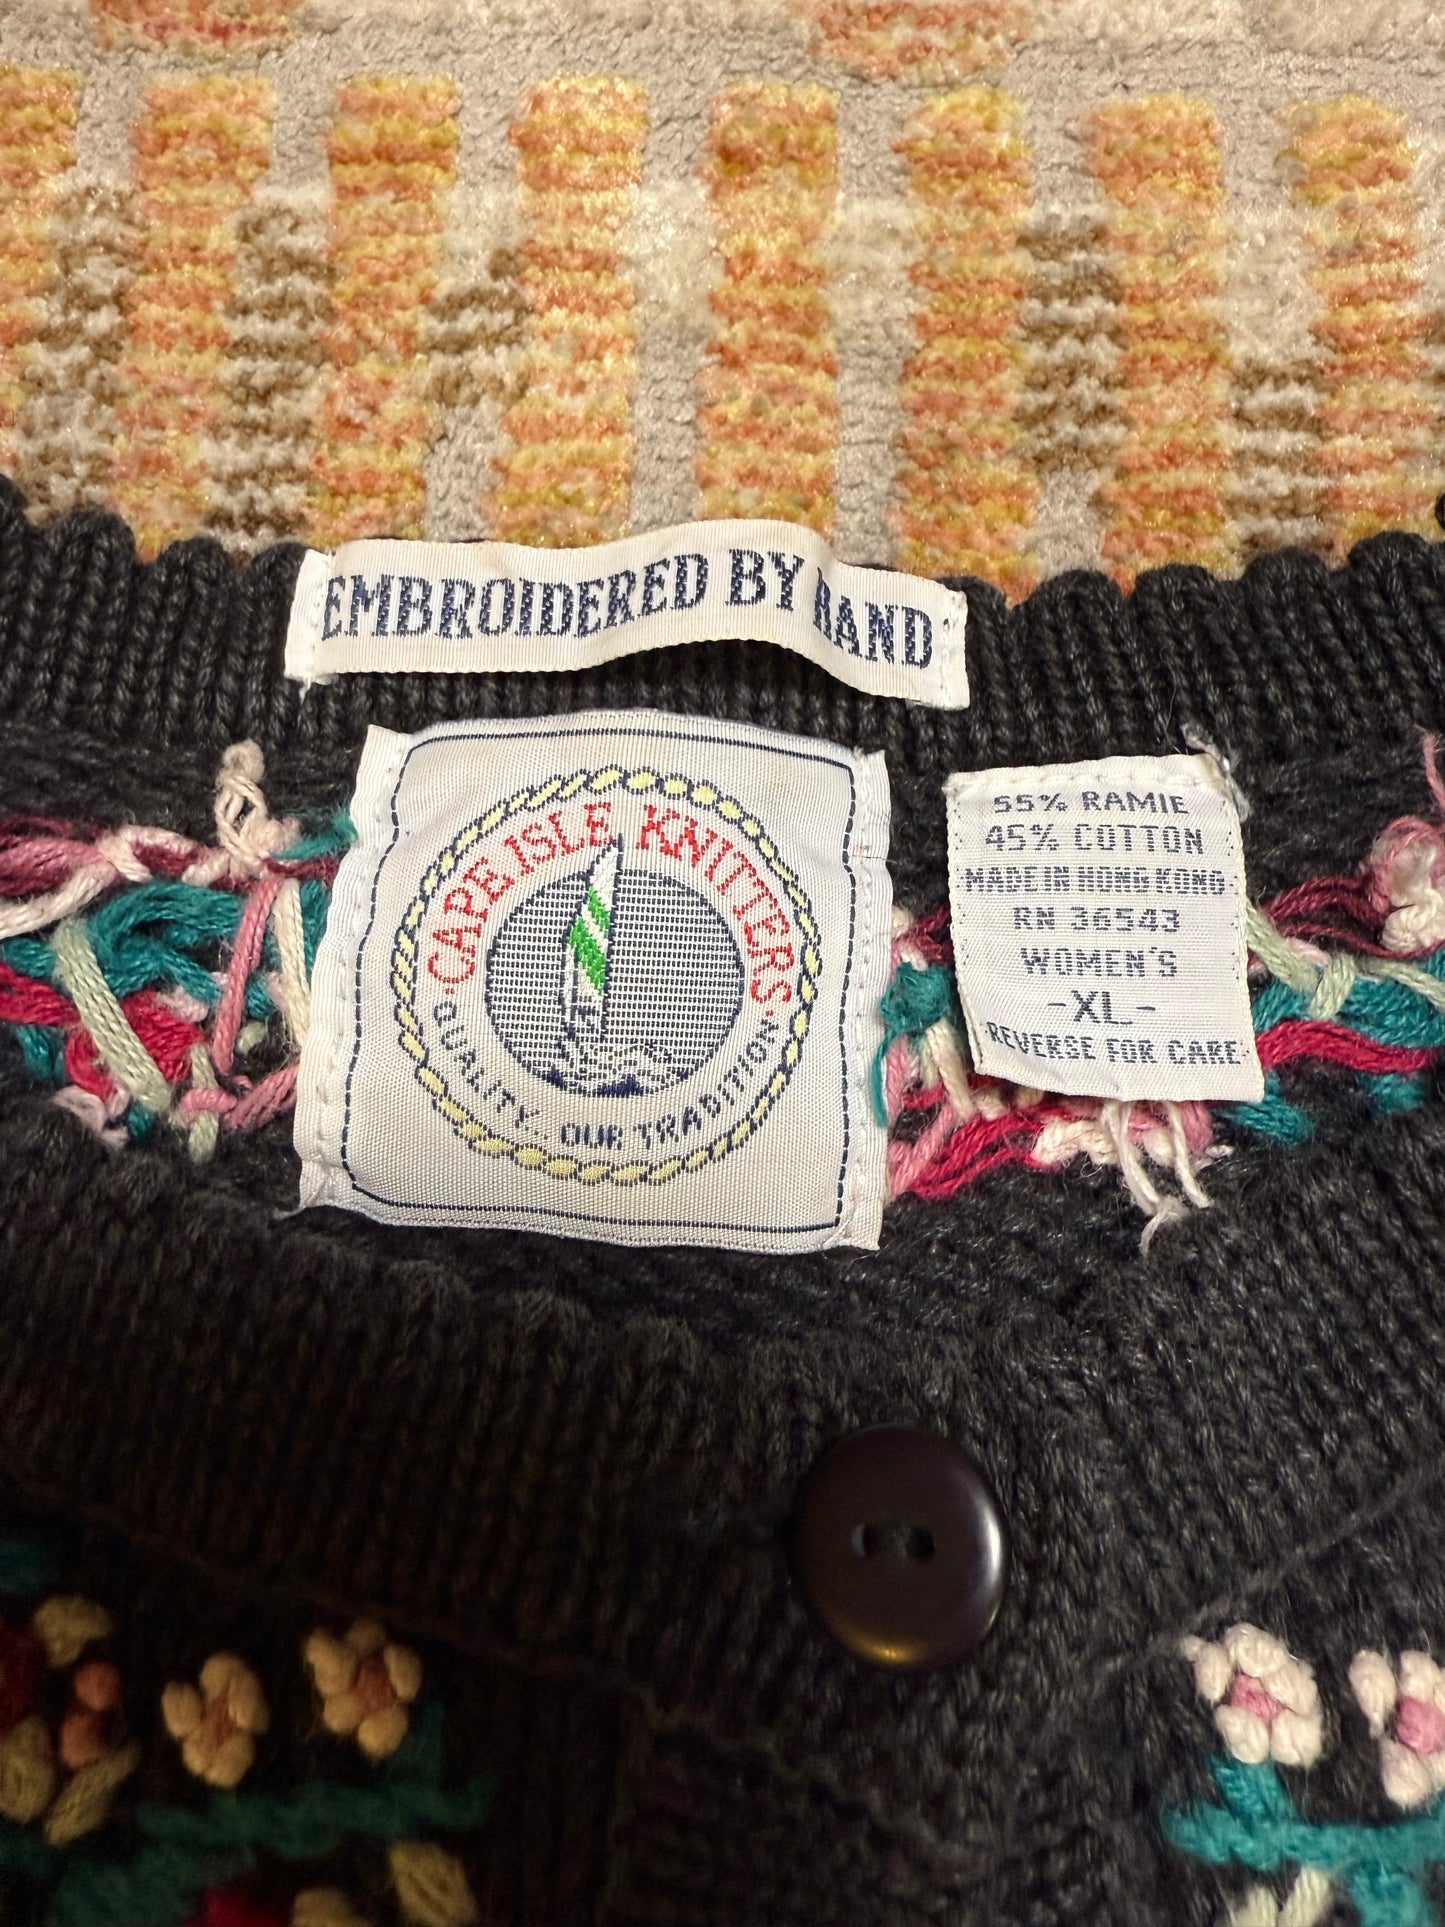 EMBROIDERED BY HAND
CAPE ISLE KNITTERS
QUALITY... OUR TRADITION
55% RAMIE
45% COTTON
MADE IN HONG KONG
RN 36543
WOMEN'S
-XL-
REVERSE FOR CARE